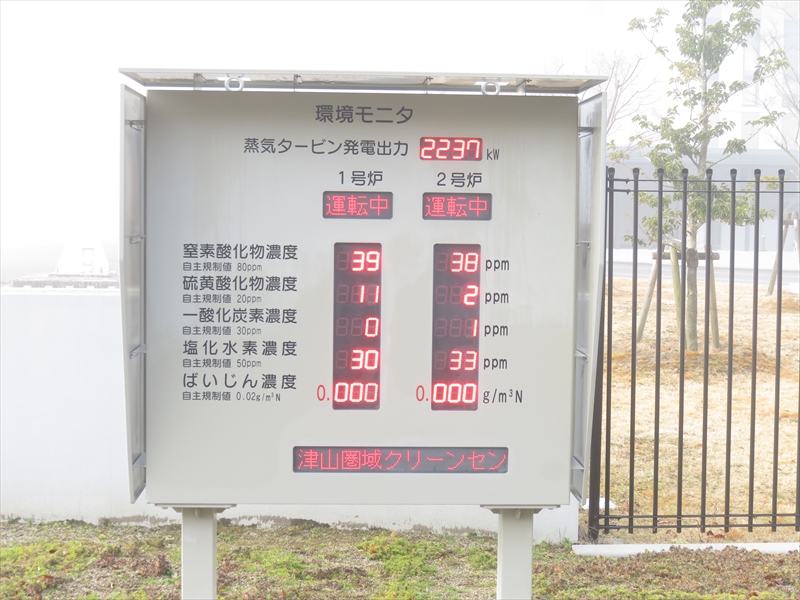 環境モニタ
蒸気タービン発電出力 2237 kW
1号炉 2号炉
運転中 運転中
窒素酸化物濃度 39 38 ppm
自主規制値 80ppm
硫黄酸化物濃度 11 2 ppm
自主規制値 20ppm
一酸化炭素濃度 0 1 ppm
自主規制値 30ppm
塩化水素濃度 30 33 ppm
自主規制値 50ppm
ばいじん濃度 0.000 0.000 g/m³N
自主規制値 0.02g/m³N
津山圏域クリーンセン